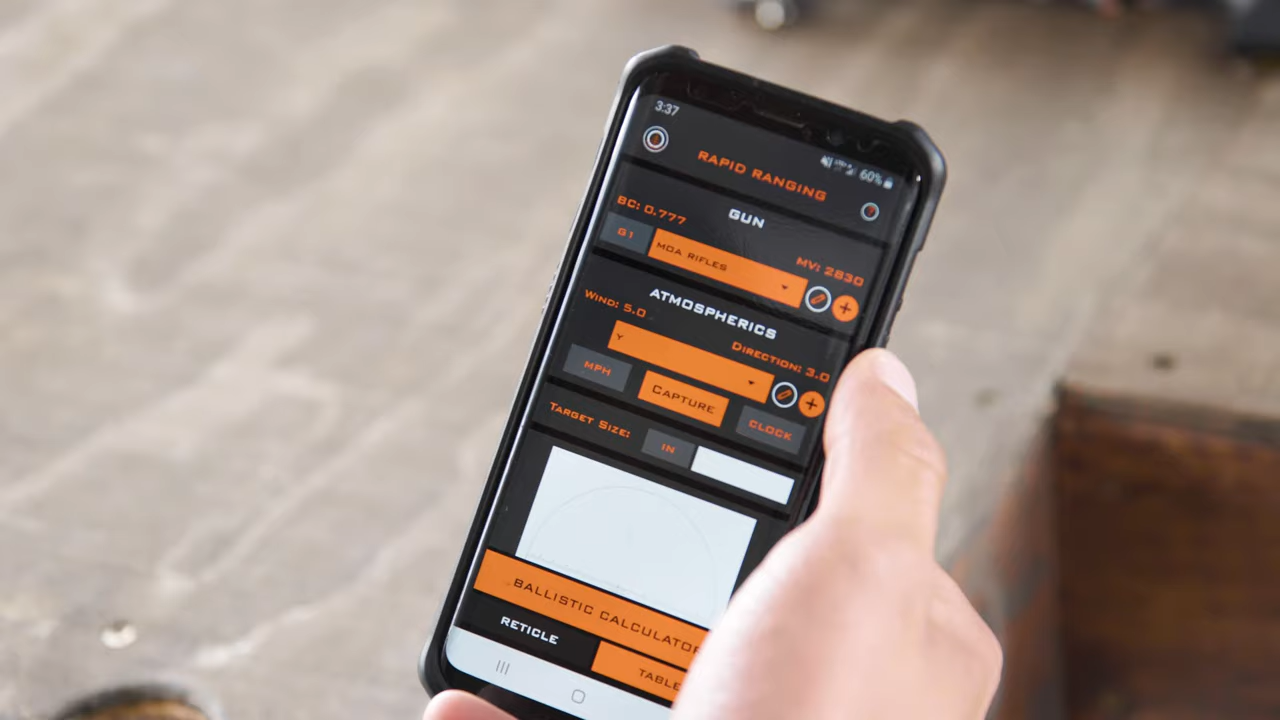 3:37
60%
RAPID RANGING
GUN
BC: 0.777
MV: 2830
G1
MOA RIFLES
ATMOSPHERICS
WIND: 5.0
DIRECTION: 3.0
Y
MPH
CAPTURE
CLOCK
TARGET SIZE:
IN
BALLISTIC CALCULATOR
RETICLE
TABLE